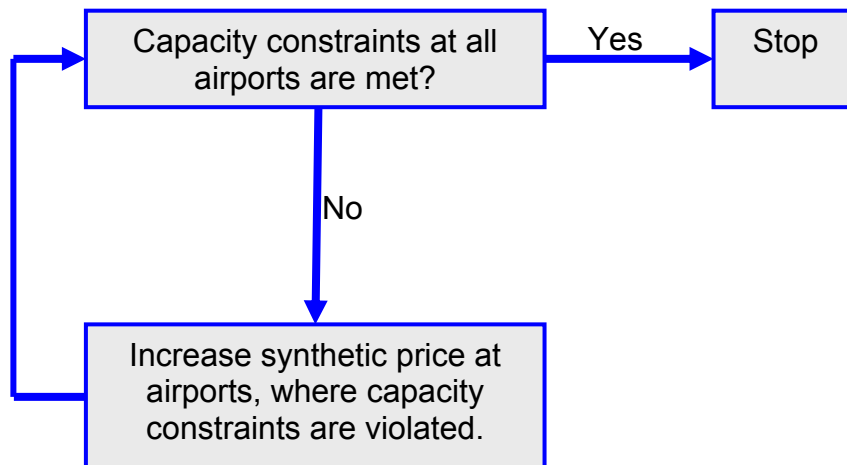 Capacity constraints at all
airports are met?
Yes
Stop
No
Increase synthetic price at
airports, where capacity
constraints are violated.